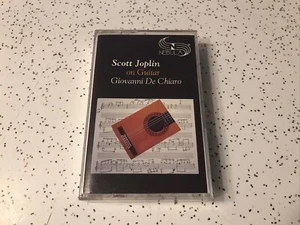 Scott Joplin
on Guitar
Giovanni De Chiaro